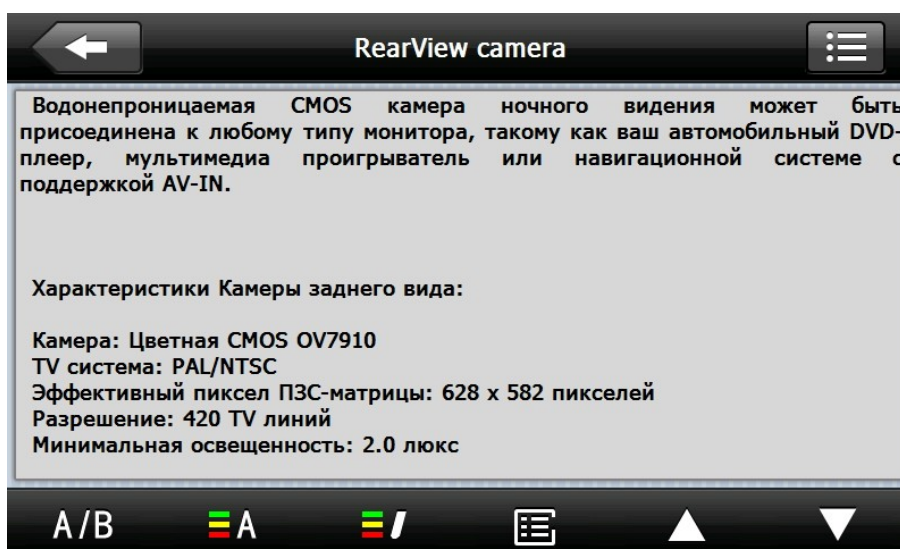 RearView camera
Водонепроницаемая CMOS камера ночного видения может быть
присоединена к любому типу монитора, такому как ваш автомобильный DVD-
плеер, мультимедиа проигрыватель или навигационной системе с
поддержкой AV-IN.
Характеристики Камеры заднего вида:
Камера: Цветная CMOS OV7910
TV система: PAL/NTSC
Эффективный пиксел ПЗС-матрицы: 628 x 582 пикселей
Разрешение: 420 TV линий
Минимальная освещенность: 2.0 люкс
A/B A